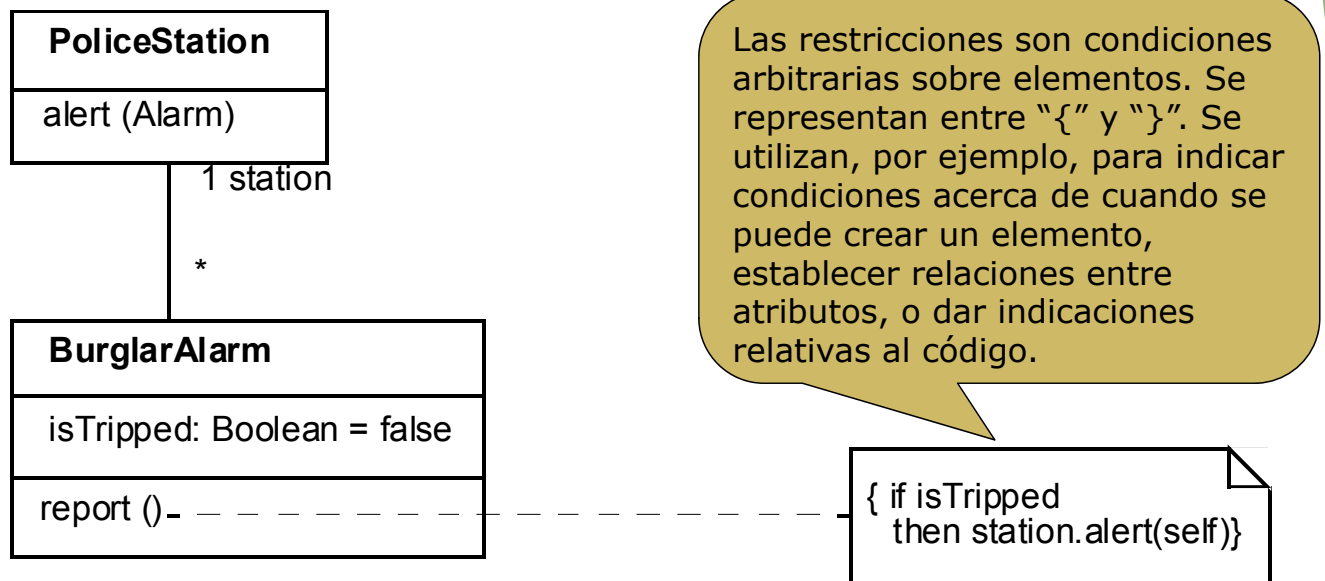 PoliceStation
alert (Alarm)
1 station
*
BurglarAlarm
isTripped: Boolean = false
report ()
Las restricciones son condiciones
arbitrarias sobre elementos. Se
representan entre “{” y “}”. Se
utilizan, por ejemplo, para indicar
condiciones acerca de cuando se
puede crear un elemento,
establecer relaciones entre
atributos, o dar indicaciones
relativas al código.
{ if isTripped
then station.alert(self)}